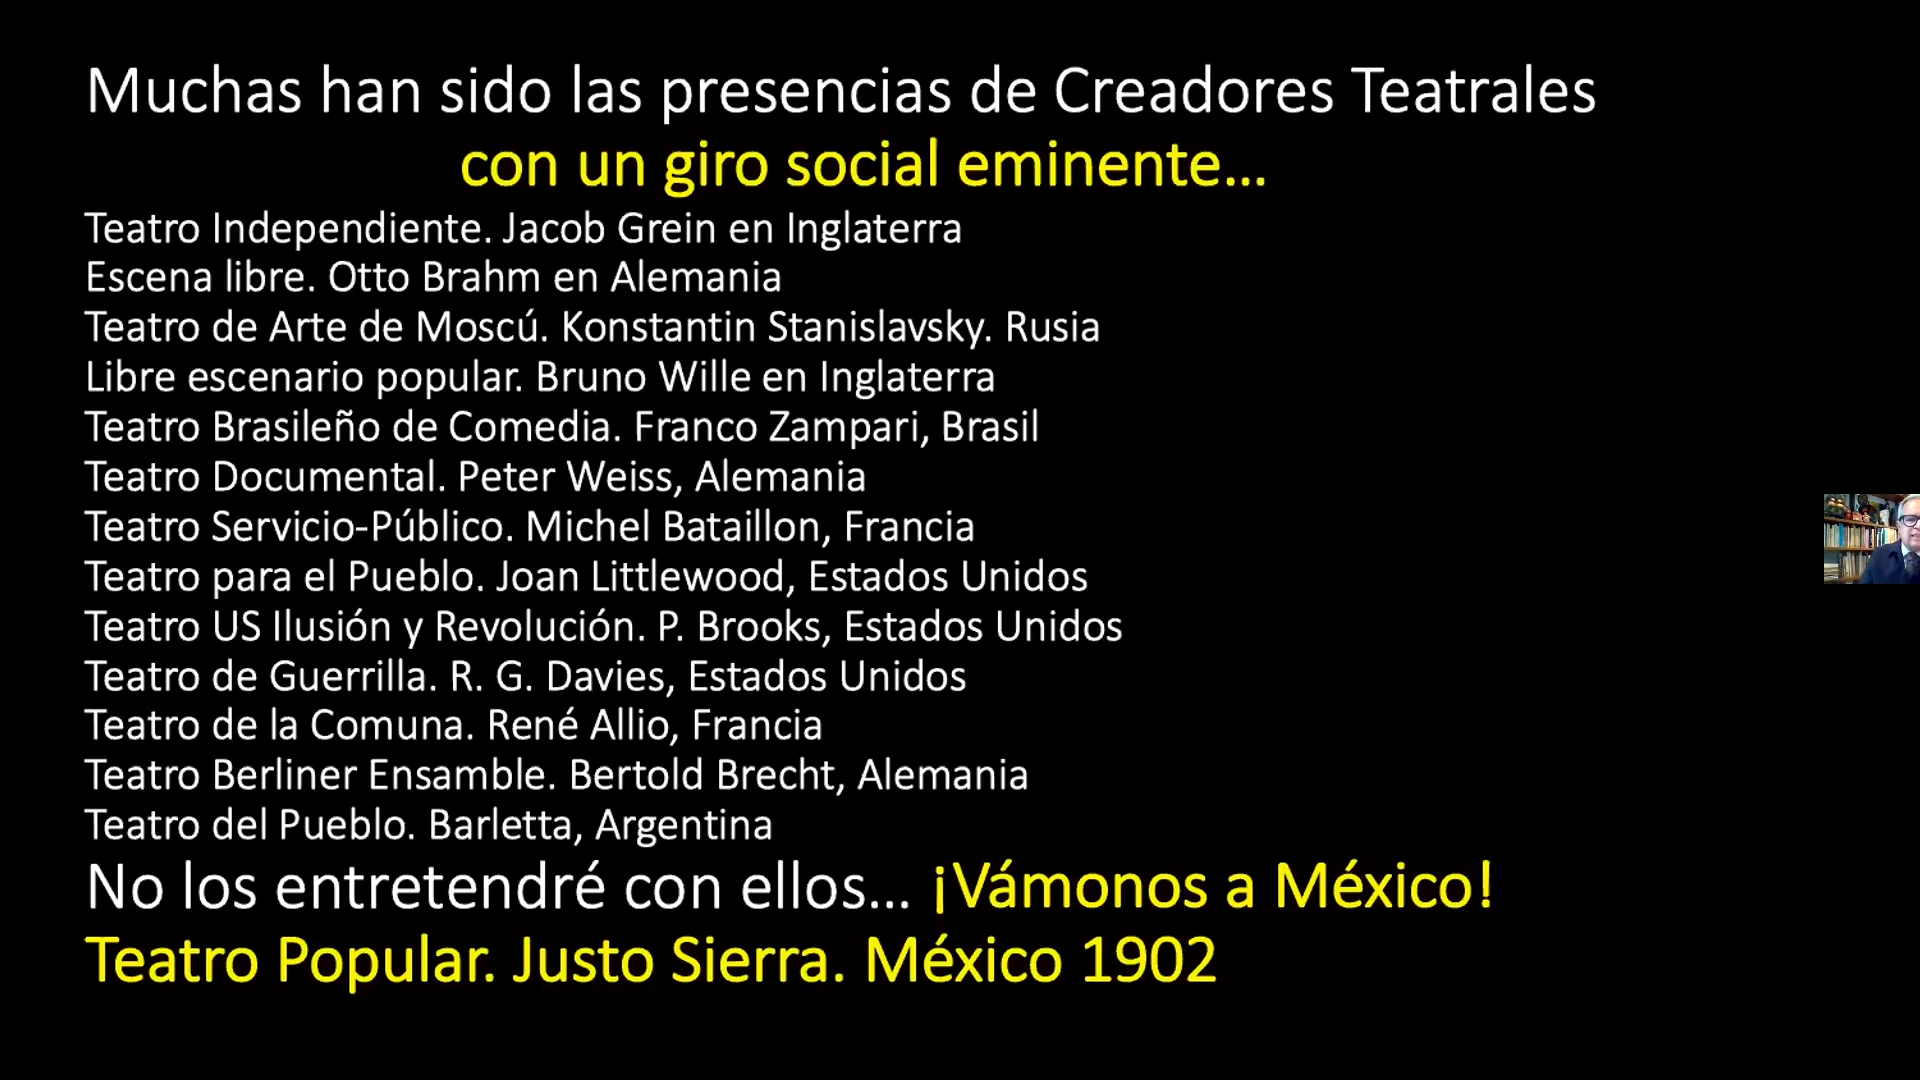 Muchas han sido las presencias de Creadores Teatrales
con un giro social eminente...
Teatro Independiente. Jacob Grein en Inglaterra
Escena libre. Otto Brahm en Alemania
Teatro de Arte de Moscú. Konstantin Stanislavsky. Rusia
Libre escenario popular. Bruno Wille en Inglaterra
Teatro Brasileño de Comedia. Franco Zampari, Brasil
Teatro Documental. Peter Weiss, Alemania
Teatro Servicio-Público. Michel Bataillon, Francia
Teatro para el Pueblo. Joan Littlewood, Estados Unidos
Teatro US Ilusión y Revolución. P. Brooks, Estados Unidos
Teatro de Guerrilla. R. G. Davies, Estados Unidos
Teatro de la Comuna. René Allio, Francia
Teatro Berliner Ensamble. Bertold Brecht, Alemania
Teatro del Pueblo. Barletta, Argentina
No los entretendré con ellos... ¡Vámonos a México!
Teatro Popular. Justo Sierra. México 1902